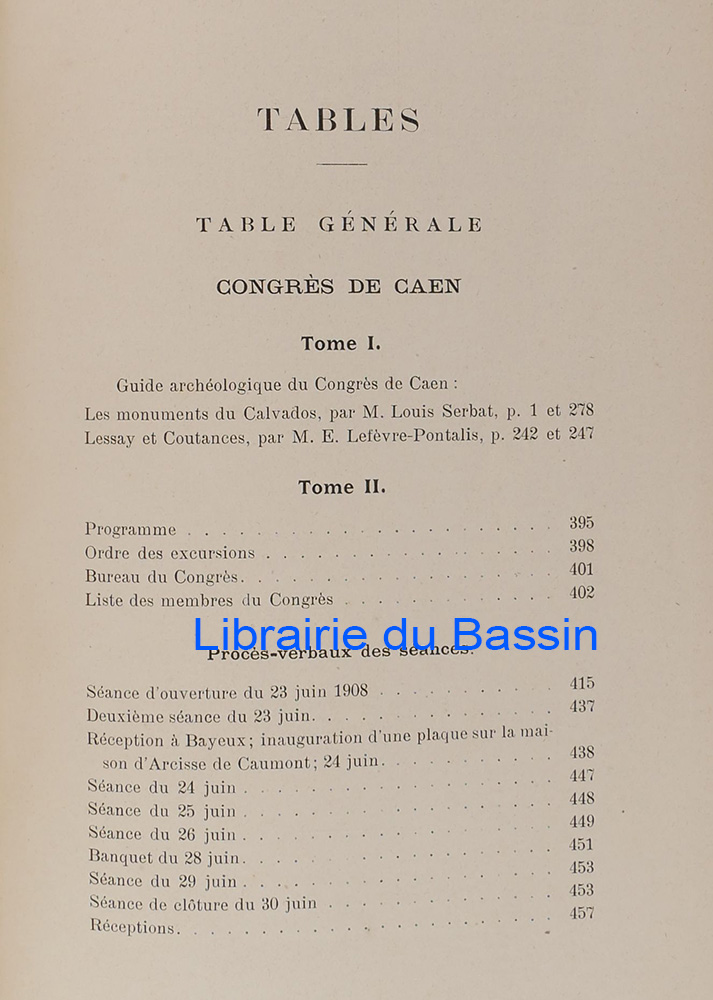 TABLES
TABLE GÉNÉRALE
CONGRÈS DE CAEN
Tome I.
Guide archéologique du Congrès de Caen :
Les monuments du Calvados, par M. Louis Serbat, p. 1 et 278
Lessay et Coutances, par M. E. Lefèvre-Pontalis, p. 242 et 247
Tome II.
Programme . . . . . . . . . . . . . . . . . . 395
Ordre des excursions . . . . . . . . . . . . . 398
Bureau du Congrès. . . . . . . . . . . . . . . 401
Liste des membres du Congrès . . . . . . . . . . 402
Librairie du Bassin
Procès-verbaux des séances.
Séance d'ouverture du 23 juin 1908 . . . . . . . . 415
Deuxième séance du 23 juin. . . . . . . . . . . . 437
Réception à Bayeux ; inauguration d'une plaque sur la mai-
son d'Arcisse de Caumont ; 24 juin. . . . . . . . . 438
Séance du 24 juin . . . . . . . . . . . . . . . 447
Séance du 25 juin . . . . . . . . . . . . . . . 448
Séance du 26 juin . . . . . . . . . . . . . . . 449
Banquet du 28 juin. . . . . . . . . . . . . . . 451
Séance du 29 juin . . . . . . . . . . . . . . . 453
Séance de clôture du 30 juin . . . . . . . . . . 453
Réceptions. . . . . . . . . . . . . . . . . . 457